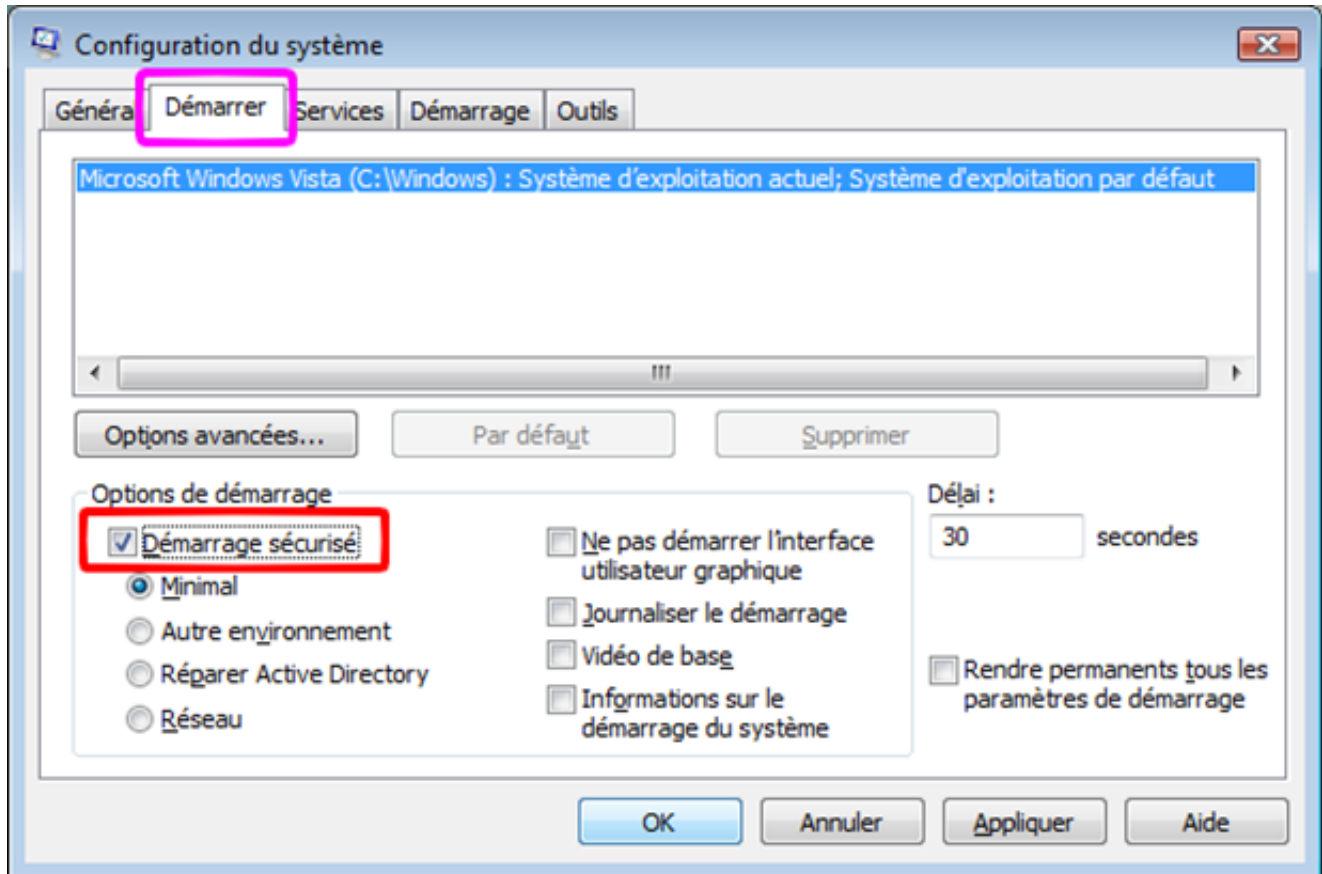 Configuration du système
Généra Démarrer Services Démarrage Outils
Microsoft Windows Vista (C:\Windows) : Système d'exploitation actuel; Système d'exploitation par défaut
Options avancées... Par défaut Supprimer
Options de démarrage
Délai :
Démarrage sécurisé
Minimal
Autre environnement
Réparer Active Directory
Réseau
Ne pas démarrer l'interface
utilisateur graphique
Journaliser le démarrage
Vidéo de base
Informations sur le
démarrage du système
30 secondes
Rendre permanents tous les
paramètres de démarrage
OK Annuler Appliquer Aide